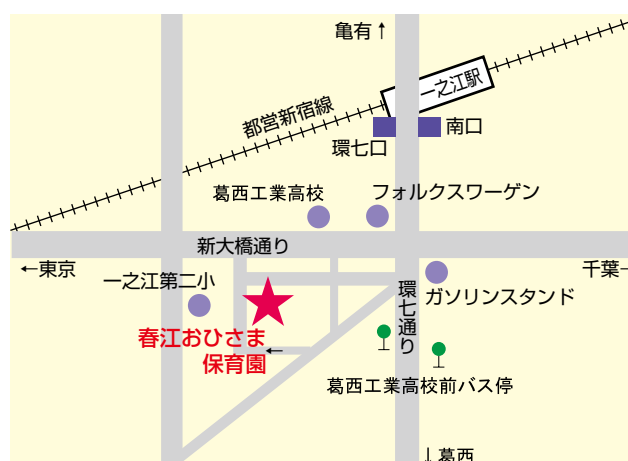 亀有↑
一之江駅
都営新宿線
南口
環七口
葛西工業高校
フォルクスワーゲン
新大橋通り
←東京
千葉→
一之江第二小
ガソリンスタンド
環七通り
春江おひさま
保育園
←
葛西工業高校前バス停
↓葛西